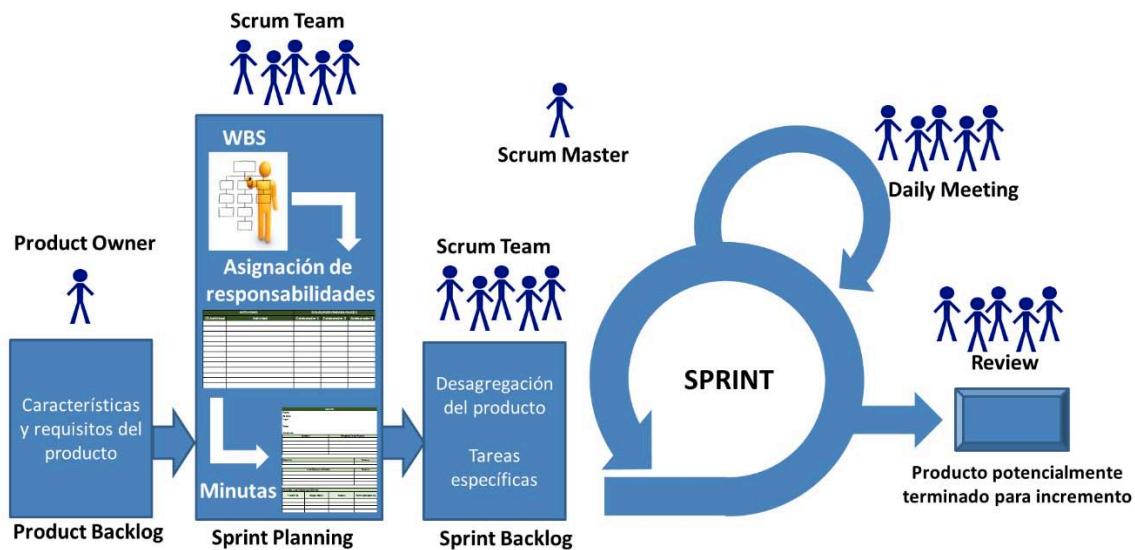 Scrum Team
WBS
Scrum Master
Daily Meeting
Product Owner
Asignación de
responsabilidades
Scrum Team
Review
Características
y requisitos del
producto
Desagregación
del producto
Tareas
específicas
SPRINT
Minutas
Producto potencialmente
terminado para incremento
Product Backlog
Sprint Planning
Sprint Backlog